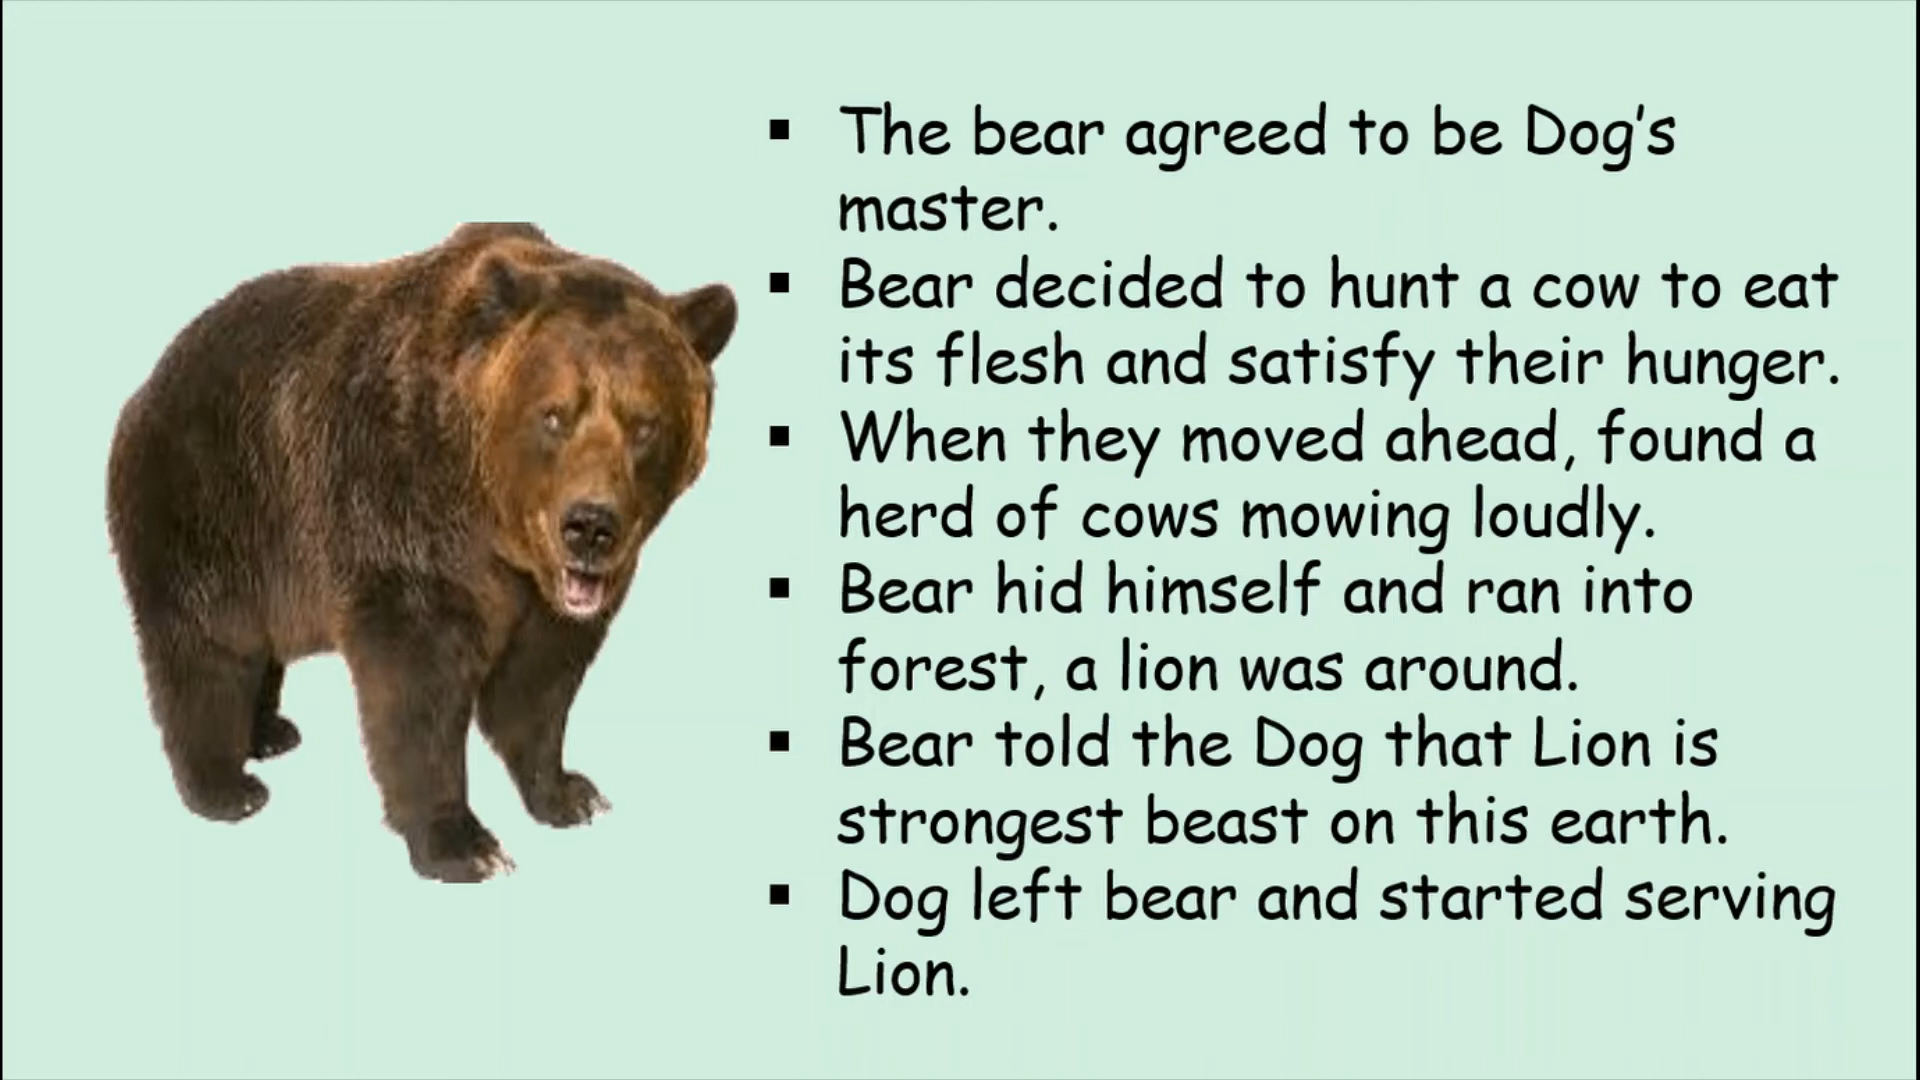 ▪ The bear agreed to be Dog's
master.
▪ Bear decided to hunt a cow to eat
its flesh and satisfy their hunger.
▪ When they moved ahead, found a
herd of cows mowing loudly.
▪ Bear hid himself and ran into
forest, a lion was around.
▪ Bear told the Dog that Lion is
strongest beast on this earth.
▪ Dog left bear and started serving
Lion.